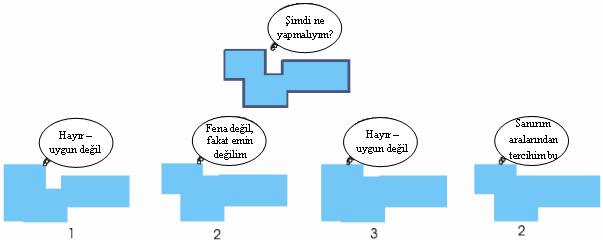 Şimdi ne
yapmalıyım?
Hayır –
uygun değil
Fena değil,
fakat emin
değilim
Hayır –
uygun değil
Sanırım
aralarından
tercihim bu
1
2
3
2